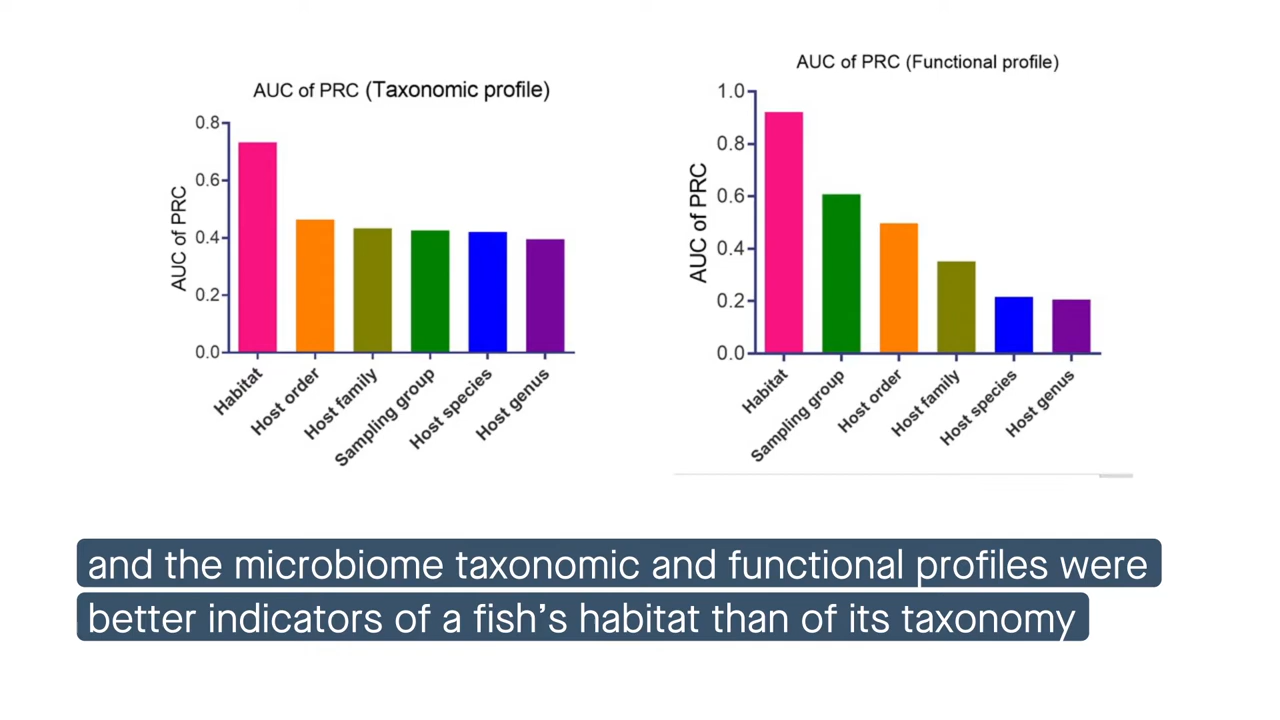 AUC of PRC (Taxonomic profile)
AUC of PRC
0.8
0.6
0.4
0.2
0.0
Habitat
Host order
Host family
Sampling group
Host species
Host genus
AUC of PRC (Functional profile)
AUC of PRC
1.0
0.8
0.6
0.4
0.2
0.0
Habitat
Sampling group
Host order
Host family
Host species
Host genus
and the microbiome taxonomic and functional profiles were
better indicators of a fish’s habitat than of its taxonomy